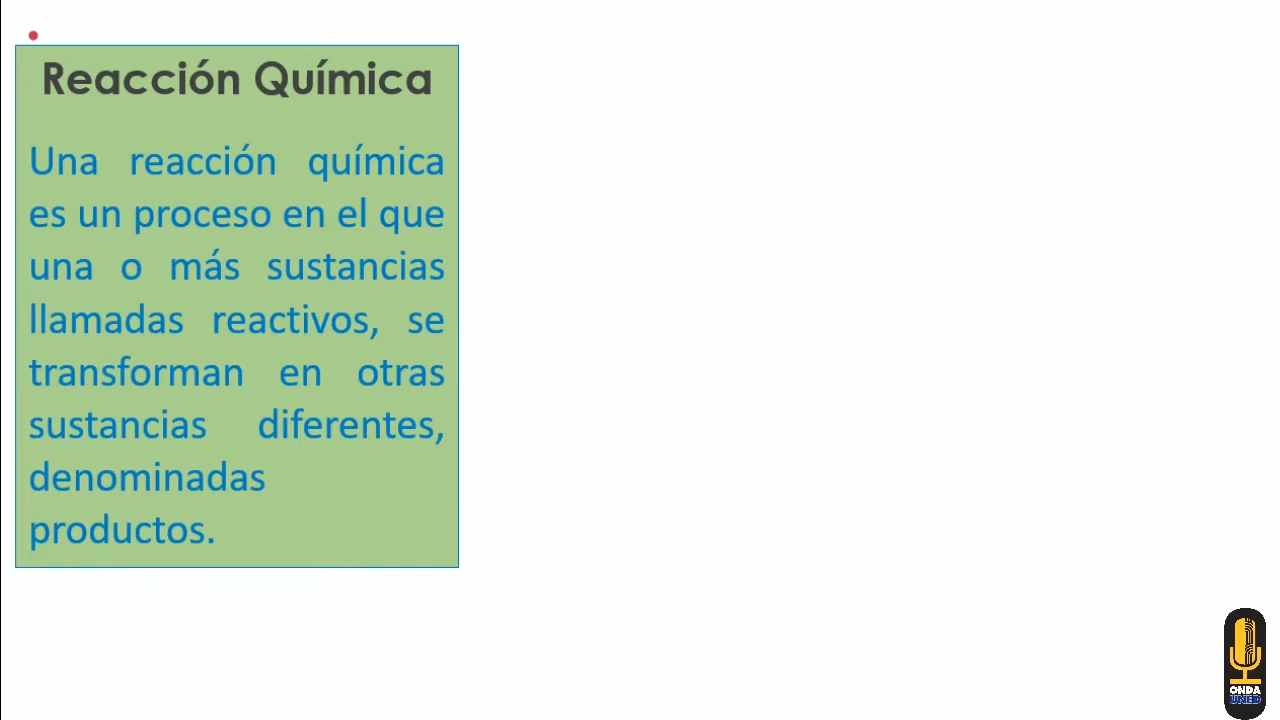 Reacción Química
Una reacción química
es un proceso en el que
una o más sustancias
llamadas reactivos, se
transforman en otras
sustancias diferentes,
denominadas
productos.
ONDA
UNED